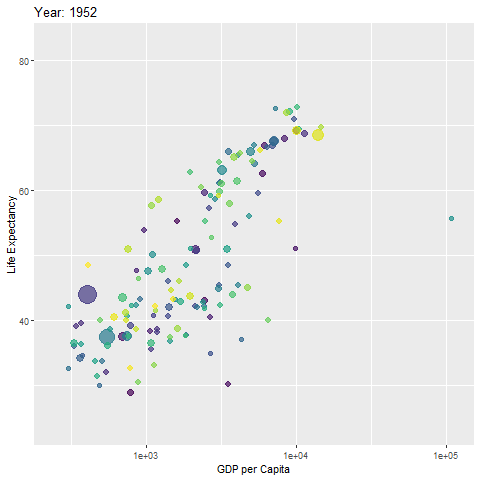 Year: 1952
80
60
40
Life Expectancy
1e+03
1e+04
1e+05
GDP per Capita